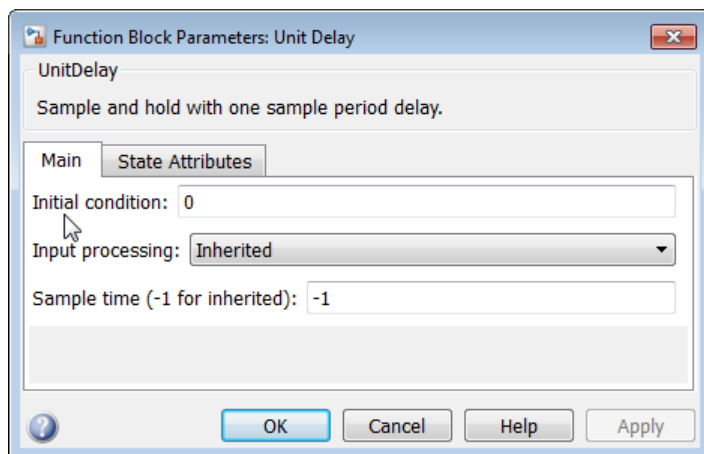 Function Block Parameters: Unit Delay
UnitDelay
Sample and hold with one sample period delay.
Main State Attributes
Initial condition: 0
Input processing: Inherited
Sample time (-1 for inherited): -1
? OK Cancel Help Apply